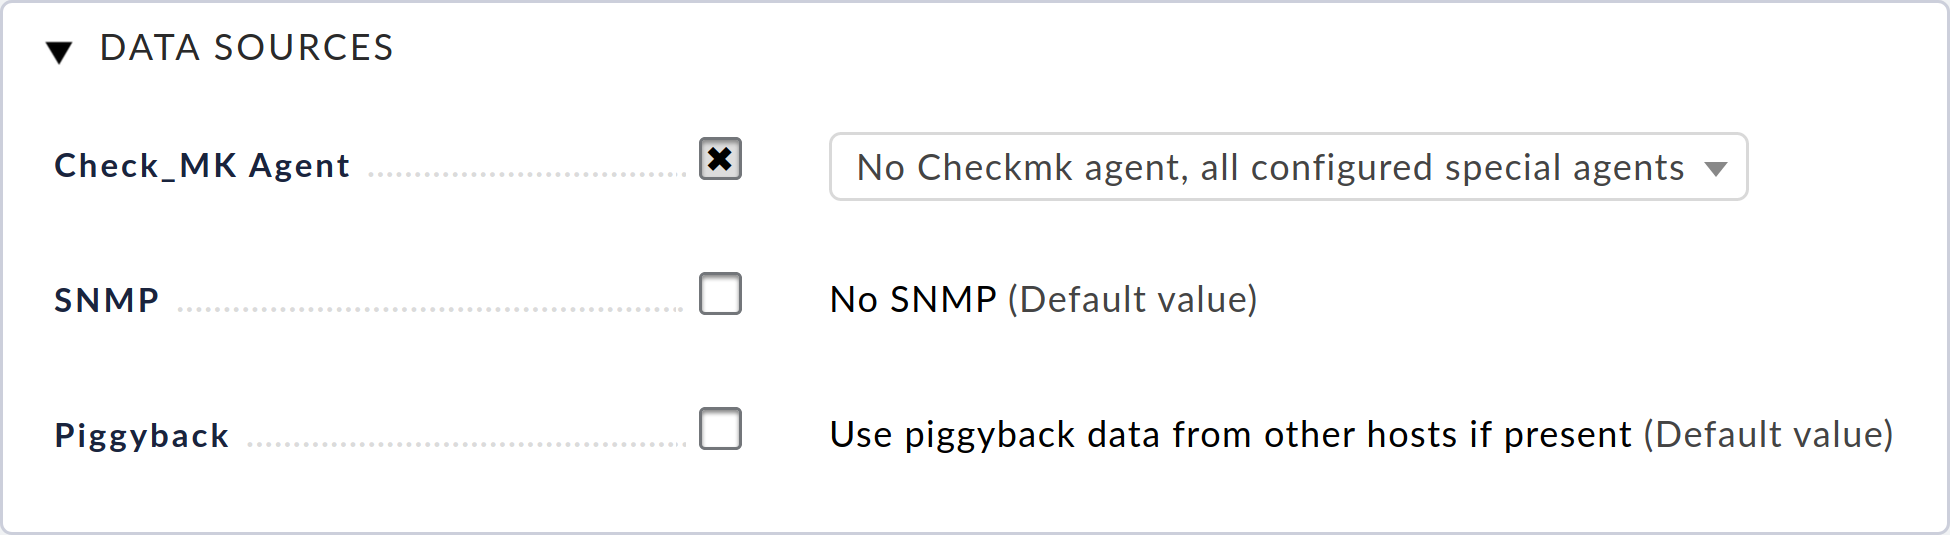 DATA SOURCES
Check_MK Agent No Checkmk agent, all configured special agents
SNMP No SNMP (Default value)
Piggyback Use piggyback data from other hosts if present (Default value)